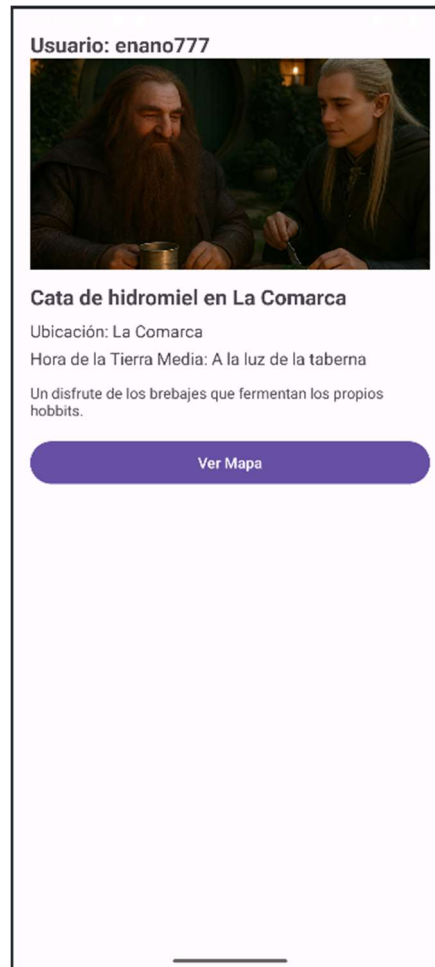 Usuario: enano777
Cata de hidromiel en La Comarca
Ubicación: La Comarca
Hora de la Tierra Media: A la luz de la taberna
Un disfrute de los brebajes que fermentan los propios
hobbits.
Ver Mapa